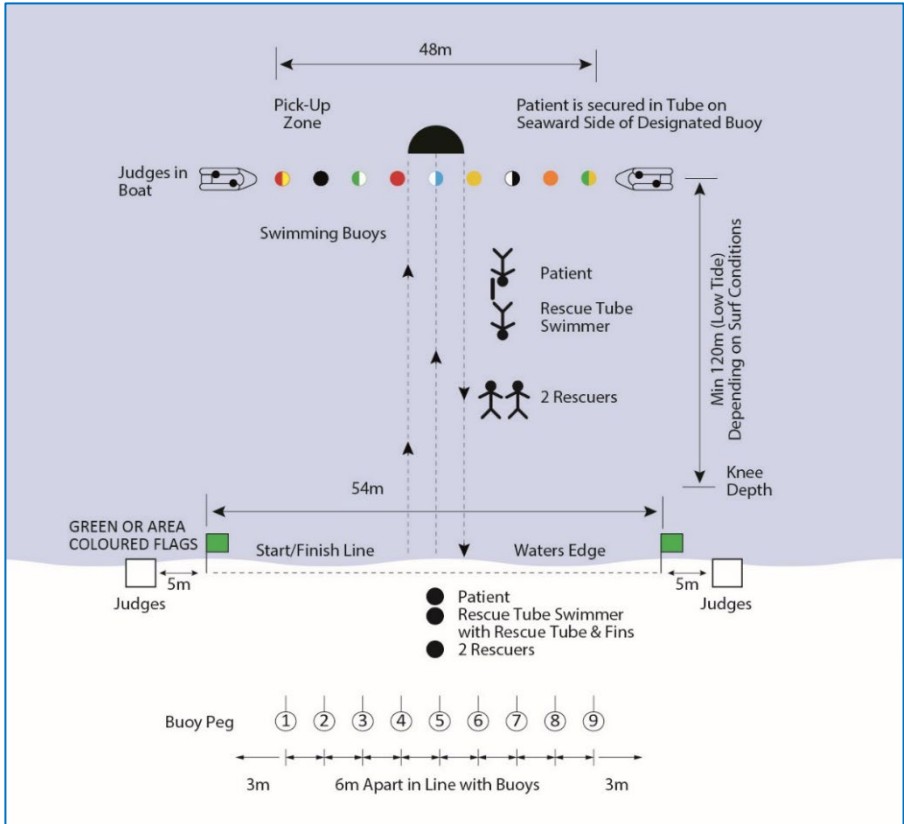 48m
Pick-Up
Zone
Patient is secured in Tube on
Seaward Side of Designated Buoy
Judges in
Boat
Swimming Buoys
Patient
Rescue Tube
Swimmer
Min 120m (Low Tide)
Depending on Surf Conditions
2 Rescuers
Knee
Depth
54m
GREEN OR AREA
COLOURED FLAGS
Start/Finish Line
Waters Edge
5m
5m
Judges
Judges
Patient
Rescue Tube Swimmer
with Rescue Tube & Fins
2 Rescuers
Buoy Peg
1 2 3 4 5 6 7 8 9
3m
6m Apart in Line with Buoys
3m